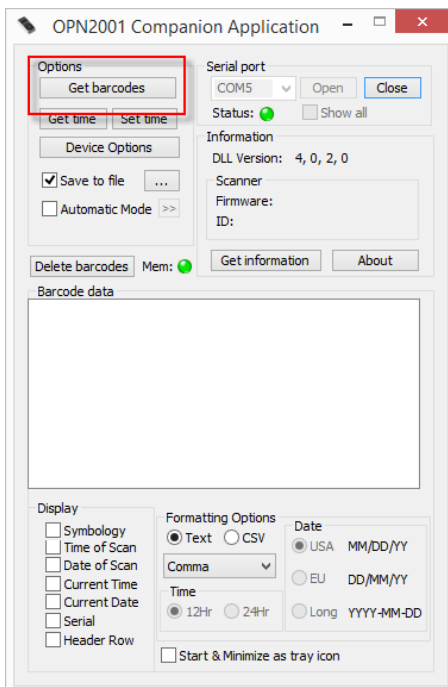 OPN2001 Companion Application
Options
Get barcodes
Get time Set time
Device Options
Save to file ...
Automatic Mode >>
Serial port
COM5 Open Close
Status: Show all
Information
DLL Version: 4, 0, 2, 0
Scanner
Firmware:
ID:
Get information About
Delete barcodes Mem:
Barcode data
Display
Symbology
Time of Scan
Date of Scan
Current Time
Current Date
Serial
Header Row
Formatting Options
Text CSV
Comma
Time
12Hr 24Hr
Date
USA MM/DD/YY
EU DD/MM/YY
Long YYYY-MM-DD
Start & Minimize as tray icon